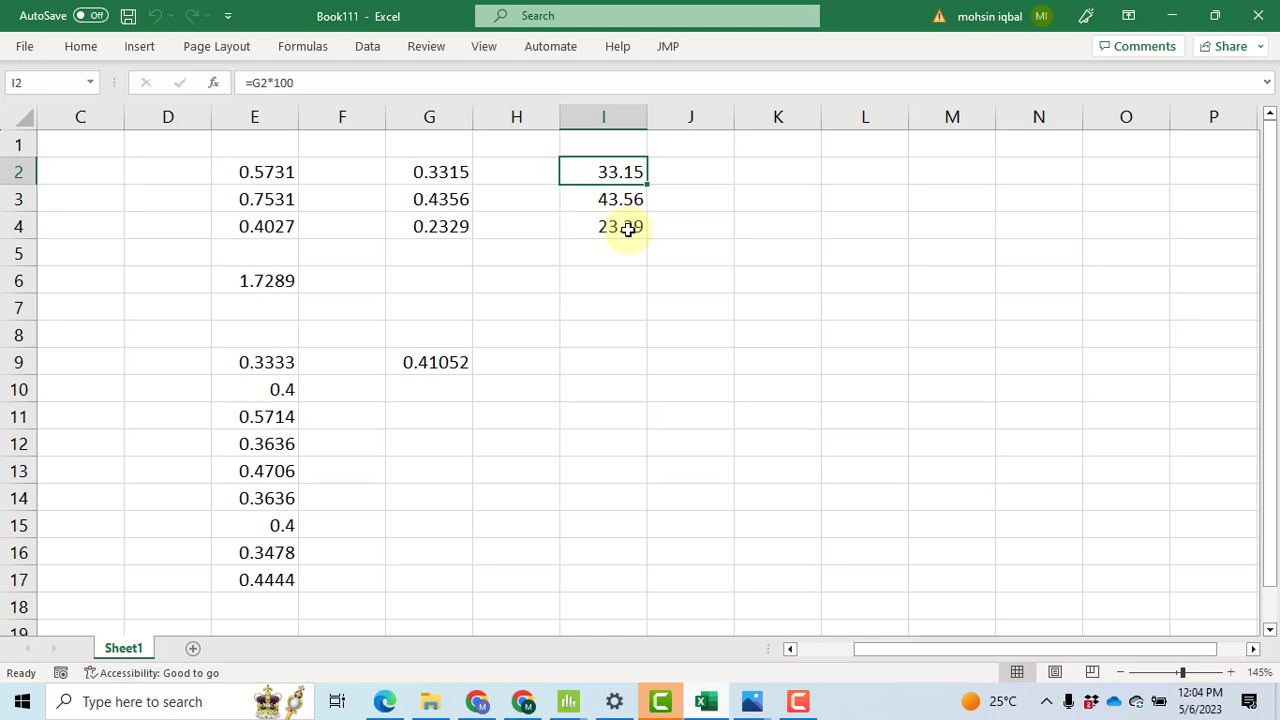 AutoSave Off Book111 - Excel Search mohsin iqbal MI
File Home Insert Page Layout Formulas Data Review View Automate Help JMP Comments Share
I2 fx =G2*100
C D E F G H I J K L M N O P
1
2 0.5731 0.3315 33.15
3 0.7531 0.4356 43.56
4 0.4027 0.2329 23.29
5
6 1.7289
7
8
9 0.3333 0.41052
10 0.4
11 0.5714
12 0.3636
13 0.4706
14 0.3636
15 0.4
16 0.3478
17 0.4444
18
19
Sheet1
Ready Accessibility: Good to go 145%
Type here to search 25°C 12:04 PM
5/6/2023